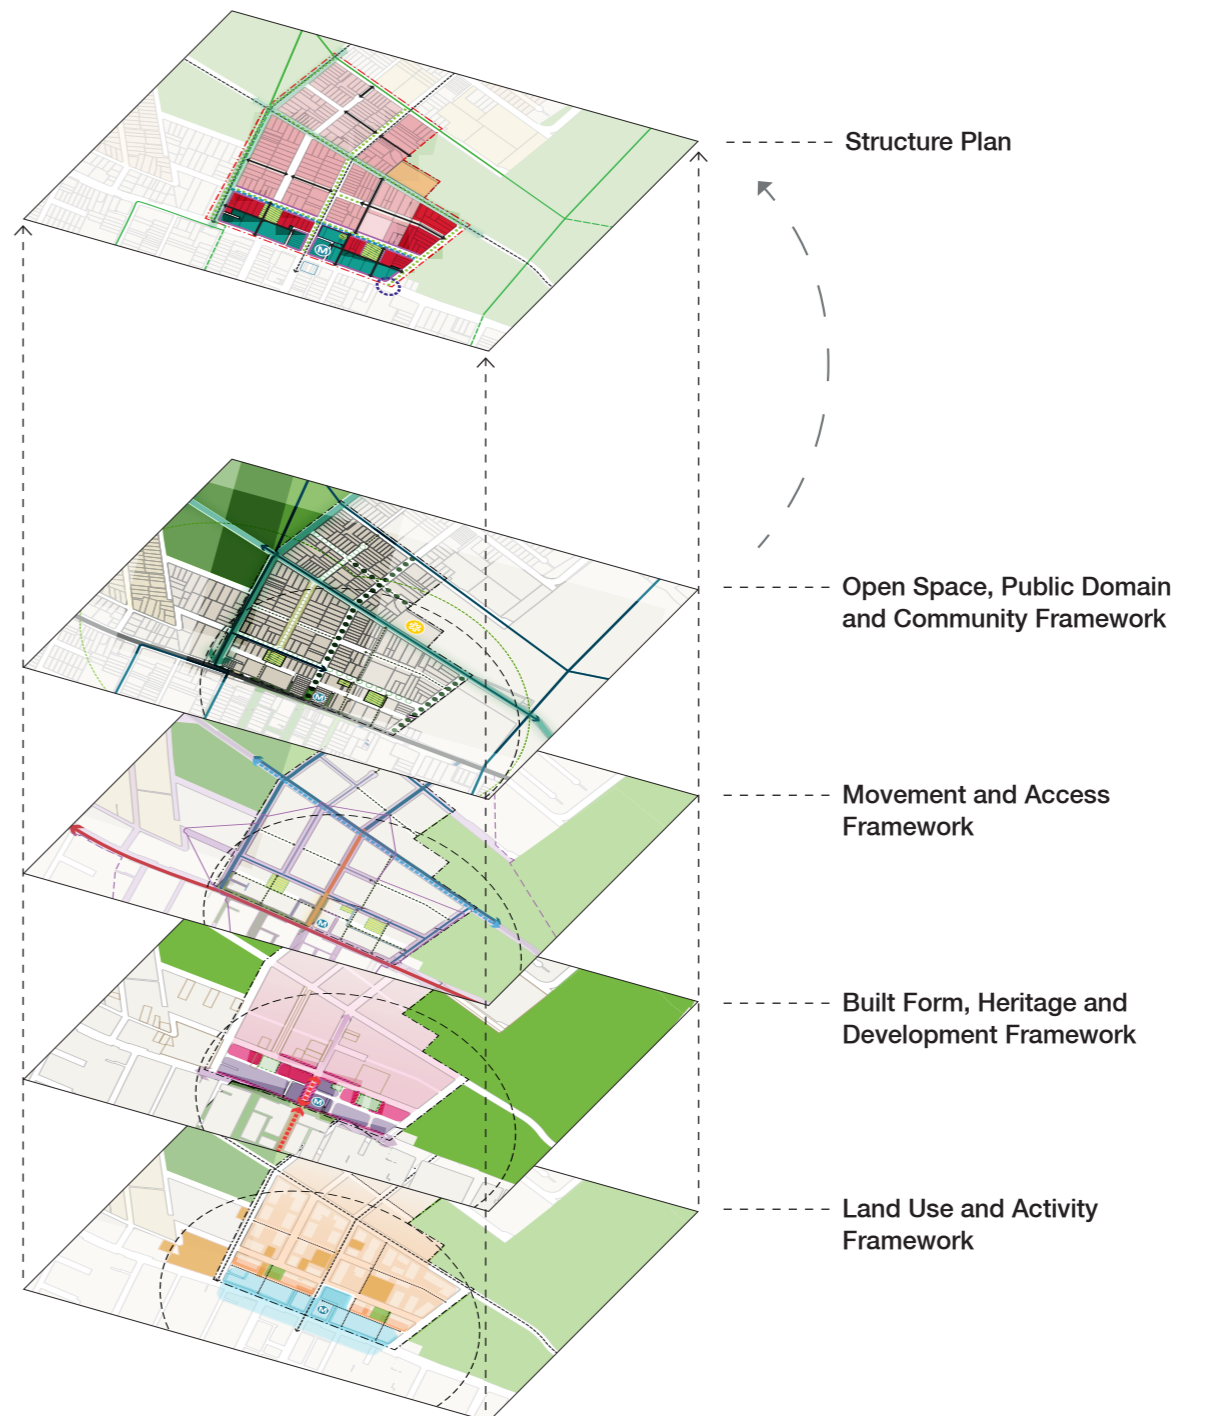 Structure Plan
M
Open Space, Public Domain
and Community Framework
M
Movement and Access
Framework
M
Built Form, Heritage and
Development Framework
M
Land Use and Activity
Framework
M